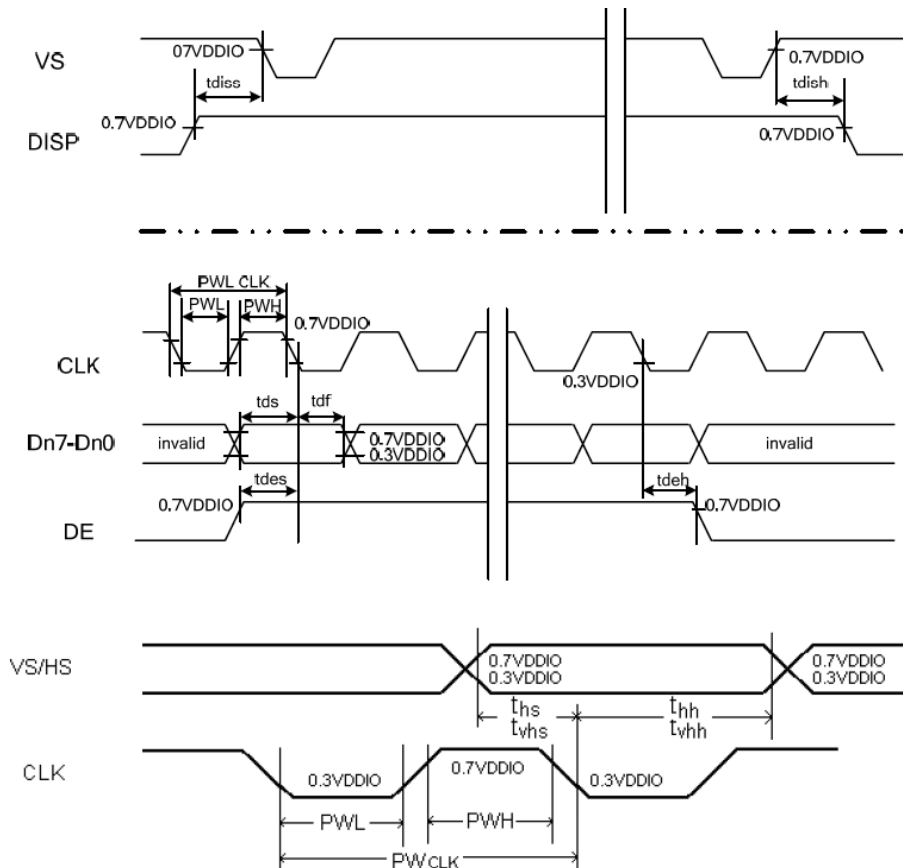 VS
07VDDIO
0.7VDDIO
tdiss
tdish
0.7VDDIO
0.7VDDIO
DISP
PWL CLK
PWL
PWH
0.7VDDIO
CLK
0.3VDDIO
tds
tdf
Dn7-Dn0
invalid
0.7VDDIO
0.3VDDIO
invalid
tdes
tdeh
0.7VDDIO
0.7VDDIO
DE
VS/HS
0.7VDDIO
0.3VDDIO
0.7VDDIO
0.3VDDIO
ths
tvhs
thh
tvhh
CLK
0.3VDDIO
0.7VDDIO
0.3VDDIO
PWL
PWH
PWCLK